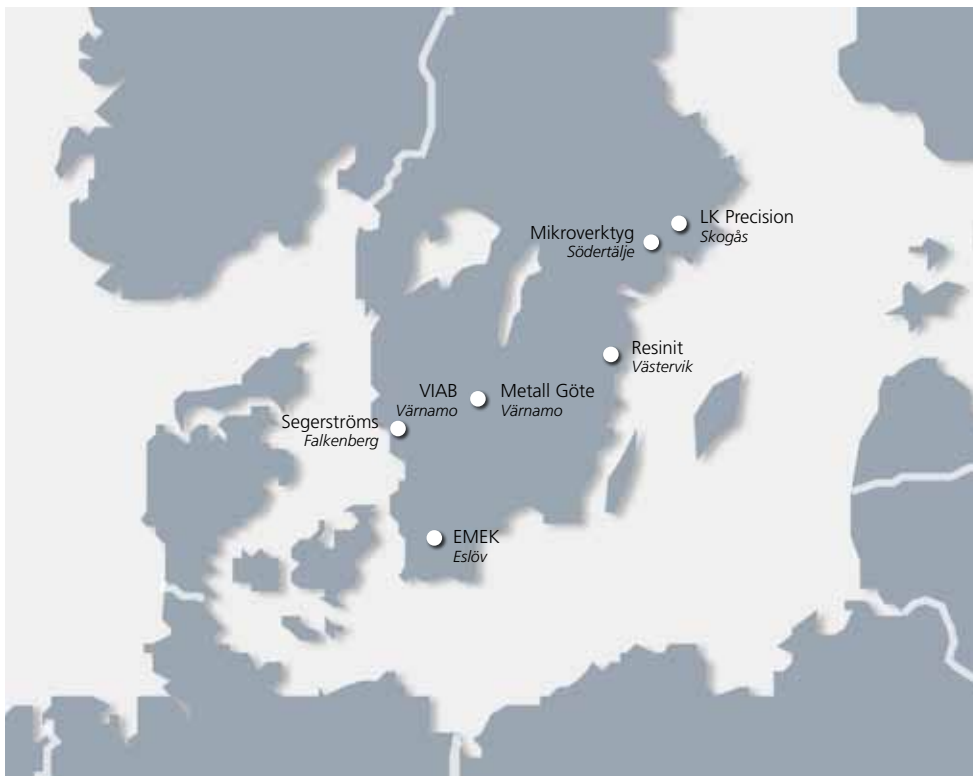 LK Precision
Skogås
Mikroverktyg
Södertälje
Resinit
Västervik
VIAB
Värnamo
Metall Göte
Värnamo
Segerströms
Falkenberg
EMEK
Eslöv